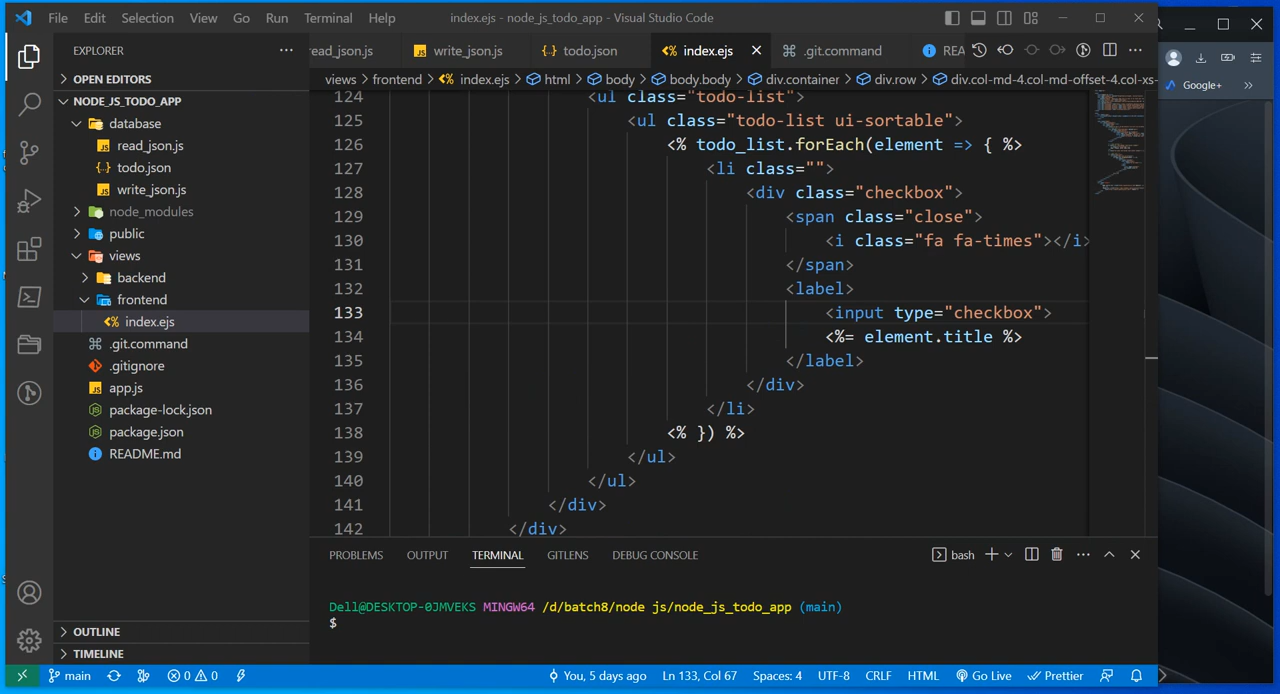 File Edit Selection View Go Run Terminal Help index.ejs - node_js_todo_app - Visual Studio Code
EXPLORER
OPEN EDITORS
NODE_JS_TODO_APP
database
read_json.js
todo.json
write_json.js
node_modules
public
views
backend
frontend
index.ejs
.git.command
.gitignore
app.js
package-lock.json
package.json
README.md
OUTLINE
TIMELINE
read_json.js write_json.js todo.json index.ejs .git.command REA
views > frontend > index.ejs > html > body > body.body > div.container > div.row > div.col-md-4.col-md-offset-4.col-xs-
124 <ul class="todo-list">
125 <ul class="todo-list ui-sortable">
126 <% todo_list.forEach(element => { %>
127 <li class="">
128 <div class="checkbox">
129 <span class="close">
130 <i class="fa fa-times"></i>
131 </span>
132 <label>
133 <input type="checkbox">
134 <%= element.title %>
135 </label>
136 </div>
137 </li>
138 <% }) %>
139 </ul>
140 </ul>
141 </div>
142 </div>
PROBLEMS OUTPUT TERMINAL GITLENS DEBUG CONSOLE bash
Dell@DESKTOP-0JMVEKS MINGW64 /d/batch8/node js/node_js_todo_app (main)
$
main 0 0 You, 5 days ago Ln 133, Col 67 Spaces: 4 UTF-8 CRLF HTML Go Live Prettier
Google+